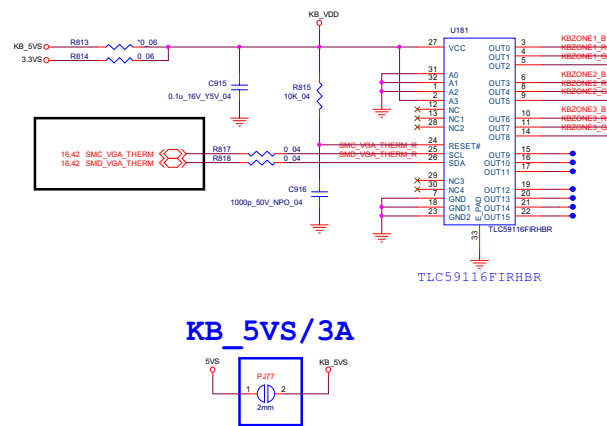 KB_VDD
U181
KB_5VS R813 *0_06 27 VCC OUT0 3 KBZONE1_B
OUT1 4 KBZONE1_R
3.3VS R814 0_06 OUT2 5 KBZONE1_G
31 A0
32 A1 OUT3 6 KBZONE2_B
1 A2 OUT4 8 KBZONE2_R
2 A3 OUT5 9 KBZONE2_G
C915 R815
0.1u_16V_Y5V_04 10K_04
12 NC
13 NC1 OUT6 10 KBZONE3_B
28 NC2 OUT7 11 KBZONE3_R
OUT8 14 KBZONE3_G
SMC_VGA_THERM_R 24 RESET#
16,42 SMC_VGA_THERM R817 0_04 SMD_VGA_THERM_R 25 SCL OUT9 15
16,42 SMD_VGA_THERM R818 0_04 26 SDA OUT10 16
OUT11 17
29 NC3
30 NC4 OUT12 19
C916 7 GND OUT13 20
1000p_50V_NPO_04 18 GND1 OUT14 21
23 GND2 E_PAD OUT15 22
TLC59116FIRHBR
33
TLC59116FIRHBR
KB_5VS/3A
5VS KB_5VS
PJ77
1 2
2mm